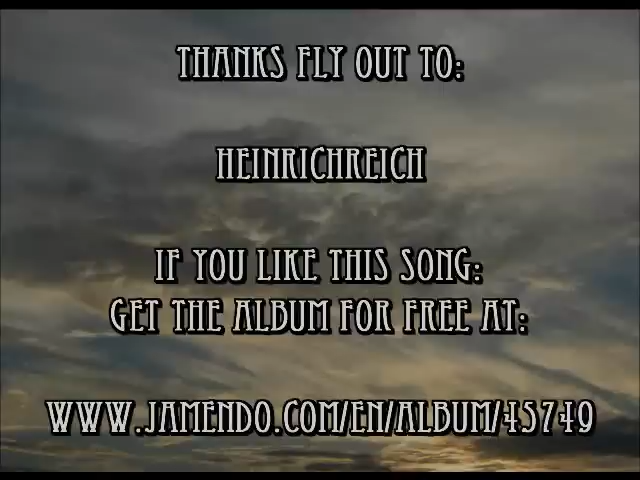 THANKS FLY OUT TO:
HEINRICHREICH
IF YOU LIKE THIS SONG:
GET THE ALBUM FOR FREE AT:
WWW.JAMENDO.COM/EN/ALBUM/45749